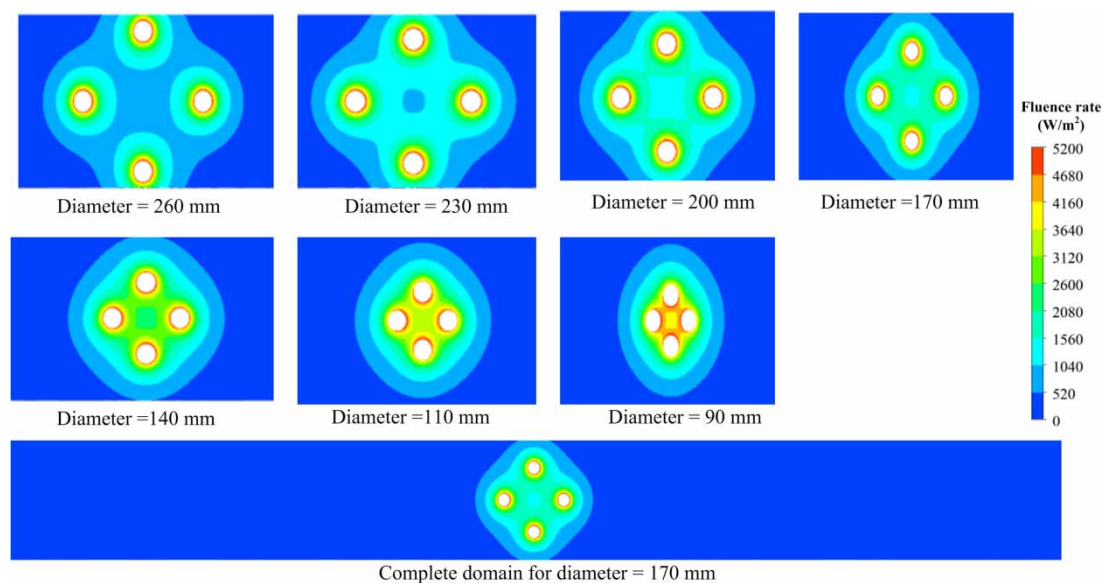 Diameter = 260 mm
Diameter = 230 mm
Diameter = 200 mm
Diameter =170 mm
Fluence rate
(W/m²)
5200
4680
4160
3640
3120
2600
2080
1560
1040
520
0
Diameter =140 mm
Diameter =110 mm
Diameter = 90 mm
Complete domain for diameter = 170 mm